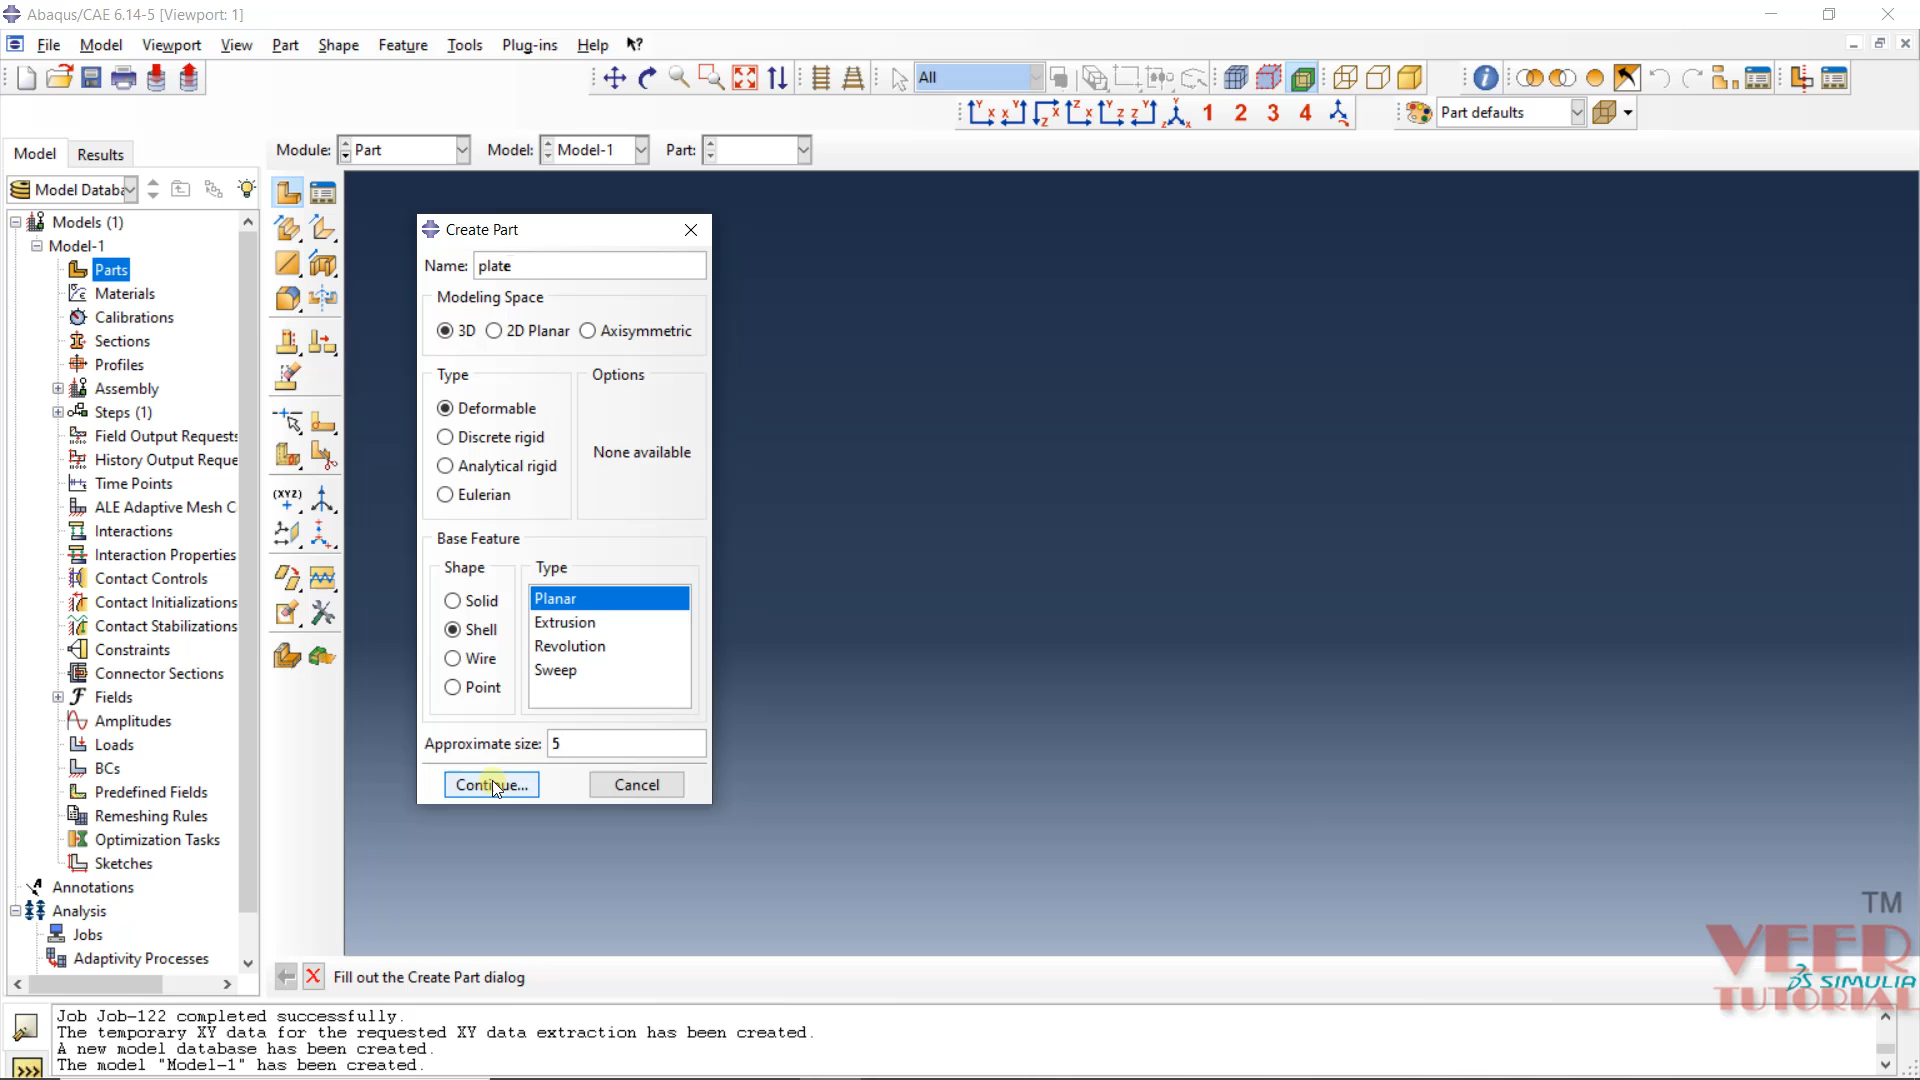 Abaqus/CAE 6.14-5 [Viewport: 1]
File Model Viewport View Part Shape Feature Tools Plug-ins Help ?
All
1 2 3 4 Part defaults
Model Results
Module: Part Model: Model-1 Part:
Model Databa
Models (1)
Model-1
Parts
Materials
Calibrations
Sections
Profiles
Assembly
Steps (1)
Field Output Requests
History Output Reque
Time Points
ALE Adaptive Mesh C
Interactions
Interaction Properties
Contact Controls
Contact Initializations
Contact Stabilizations
Constraints
Connector Sections
Fields
Amplitudes
Loads
BCs
Predefined Fields
Remeshing Rules
Optimization Tasks
Sketches
Annotations
Analysis
Jobs
Adaptivity Processes
(XYZ)
Create Part
Name: plate
Modeling Space
3D 2D Planar Axisymmetric
Type Options
Deformable
Discrete rigid
Analytical rigid
Eulerian
None available
Base Feature
Shape Type
Solid
Shell
Wire
Point
Planar
Extrusion
Revolution
Sweep
Approximate size: 5
Continue... Cancel
Fill out the Create Part dialog
TM
VEER
SIMULIA
TUTORIAL
Job Job-122 completed successfully.
The temporary XY data for the requested XY data extraction has been created.
A new model database has been created.
The model "Model-1" has been created.
>>>